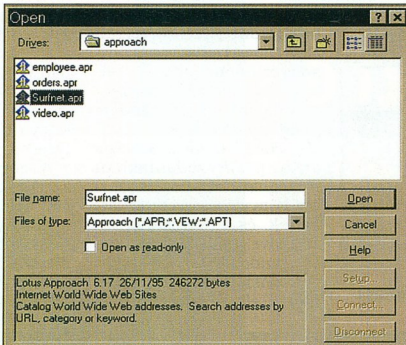 Open
Drives:
approach
employee.apr
orders.apr
Surfnet.apr
video.apr
File name:
Surfnet.apr
Open
Files of type:
Approach (*.APR;*.VEW;*.APT)
Cancel
Open as read-only
Help
Lotus Approach 6.17 26/11/95 246272 bytes
Internet World Wide Web Sites
Catalog World Wide Web addresses. Search addresses by
URL, category or keyword.
Setup...
Connect...
Disconnect